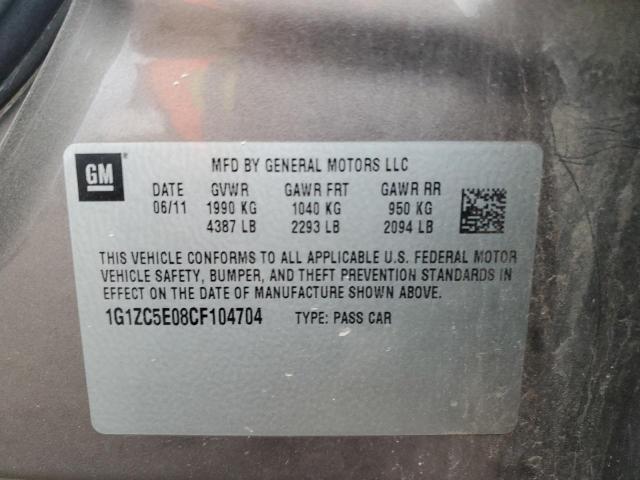 GM
MFD BY GENERAL MOTORS LLC
DATE GVWR GAWR FRT GAWR RR
06/11 1990 KG 1040 KG 950 KG
4387 LB 2293 LB 2094 LB
THIS VEHICLE CONFORMS TO ALL APPLICABLE U.S. FEDERAL MOTOR
VEHICLE SAFETY, BUMPER, AND THEFT PREVENTION STANDARDS IN
EFFECT ON THE DATE OF MANUFACTURE SHOWN ABOVE.
1G1ZC5E08CF104704 TYPE: PASS CAR